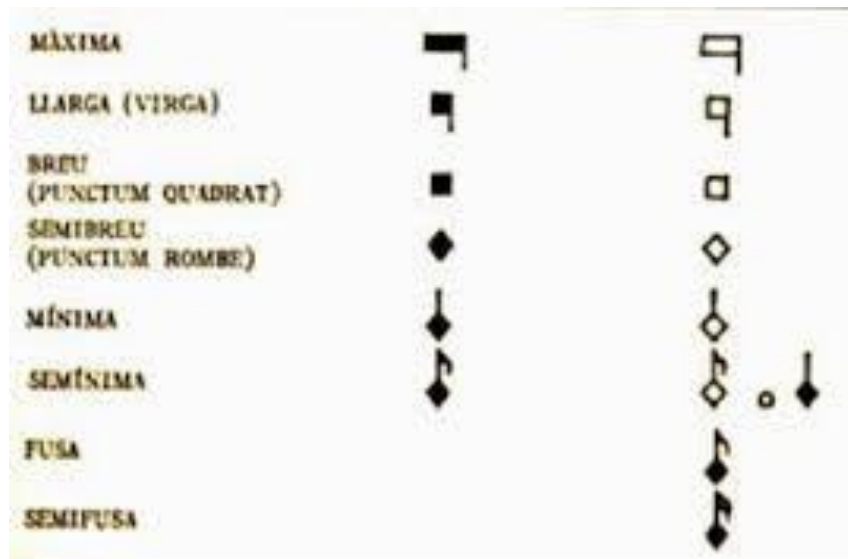 MÀXIMA
LLARGA (VIRGA)
BREU
(PUNCTUM QUADRAT)
SEMIBREU
(PUNCTUM ROMBE)
MÍNIMA
SEMÍNIMA
o
FUSA
SEMIFUSA